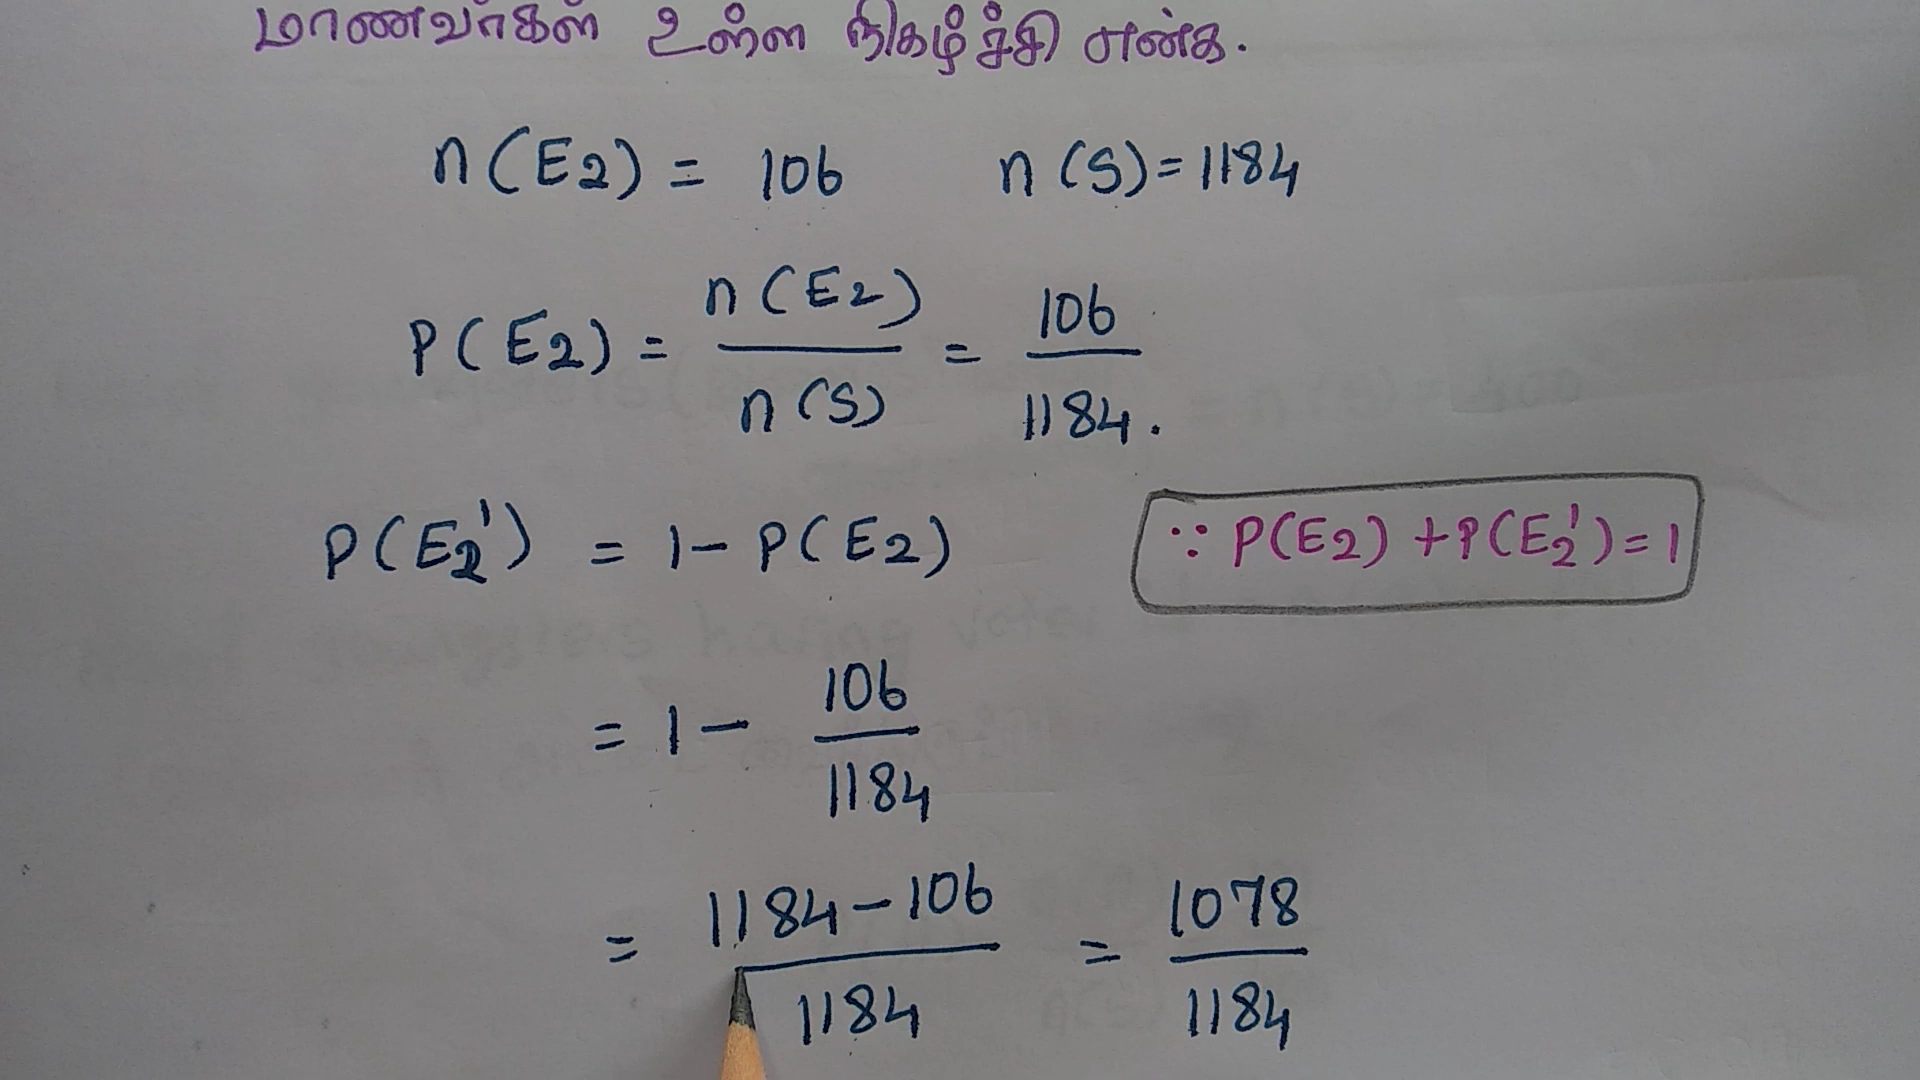 மாணவர்கள் உள்ள நிகழ்ச்சி என்க.
n(E2) = 106 n(S) = 1184
P(E2) = n(E2) / n(S) = 106 / 1184.
P(E2') = 1 - P(E2) ∵ P(E2) + P(E2') = 1
= 1 - 106 / 1184
= 1184 - 106 / 1184 = 1078 / 1184